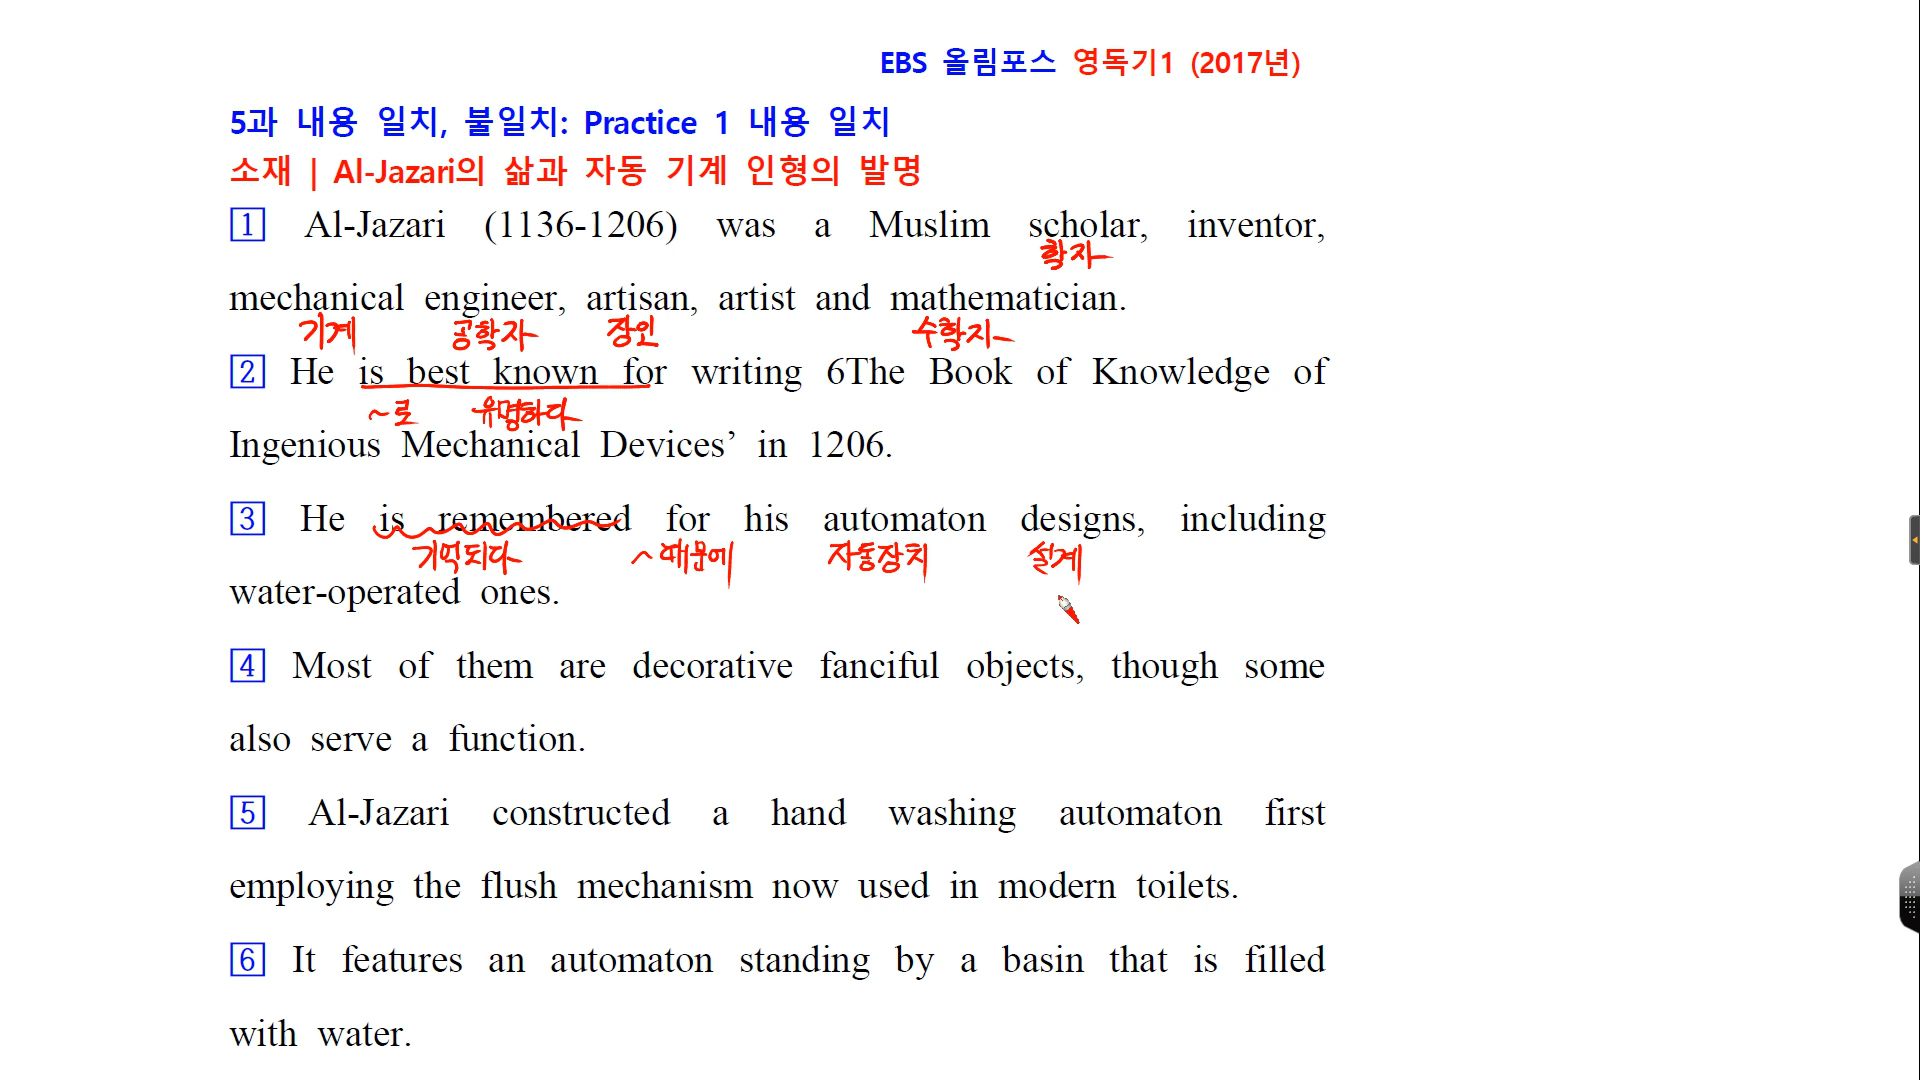 EBS 올림포스 영독기1 (2017년)
5과 내용 일치, 불일치: Practice 1 내용 일치
소재 | Al-Jazari의 삶과 자동 기계 인형의 발명
1 Al-Jazari (1136-1206) was a Muslim scholar, inventor,
학자
mechanical engineer, artisan, artist and mathematician.
기계 공학자 장인 수학자
2 He is best known for writing 6The Book of Knowledge of
~로 유명하다
Ingenious Mechanical Devices’ in 1206.
3 He is remembered for his automaton designs, including
기억되다 ~때문에 자동장치 설계
water-operated ones.
4 Most of them are decorative fanciful objects, though some
also serve a function.
5 Al-Jazari constructed a hand washing automaton first
employing the flush mechanism now used in modern toilets.
6 It features an automaton standing by a basin that is filled
with water.